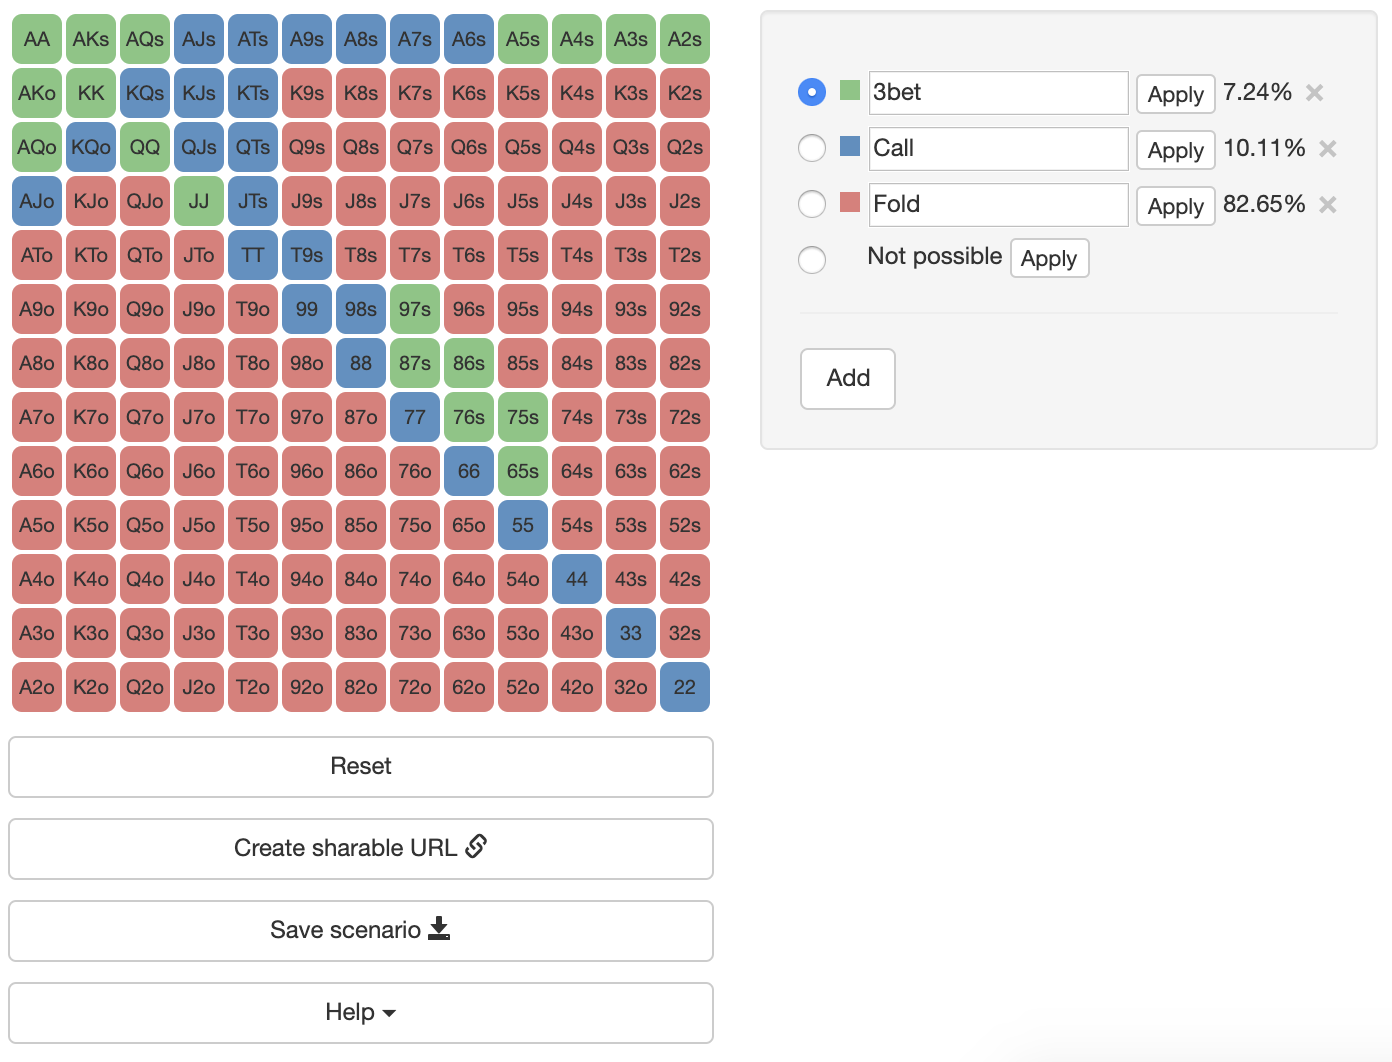 AA AKs AQs AJs ATs A9s A8s A7s A6s A5s A4s A3s A2s
AKo KK KQs KJs KTs K9s K8s K7s K6s K5s K4s K3s K2s
AQo KQo QQ QJs QTs Q9s Q8s Q7s Q6s Q5s Q4s Q3s Q2s
AJo KJo QJo JJ JTs J9s J8s J7s J6s J5s J4s J3s J2s
ATo KTo QTo JTo TT T9s T8s T7s T6s T5s T4s T3s T2s
A9o K9o Q9o J9o T9o 99 98s 97s 96s 95s 94s 93s 92s
A8o K8o Q8o J8o T8o 98o 88 87s 86s 85s 84s 83s 82s
A7o K7o Q7o J7o T7o 97o 87o 77 76s 75s 74s 73s 72s
A6o K6o Q6o J6o T6o 96o 86o 76o 66 65s 64s 63s 62s
A5o K5o Q5o J5o T5o 95o 85o 75o 65o 55 54s 53s 52s
A4o K4o Q4o J4o T4o 94o 84o 74o 64o 54o 44 43s 42s
A3o K3o Q3o J3o T3o 93o 83o 73o 63o 53o 43o 33 32s
A2o K2o Q2o J2o T2o 92o 82o 72o 62o 52o 42o 32o 22
Reset
Create sharable URL
Save scenario
Help
3bet Apply 7.24% ×
Call Apply 10.11% ×
Fold Apply 82.65% ×
Not possible Apply
Add